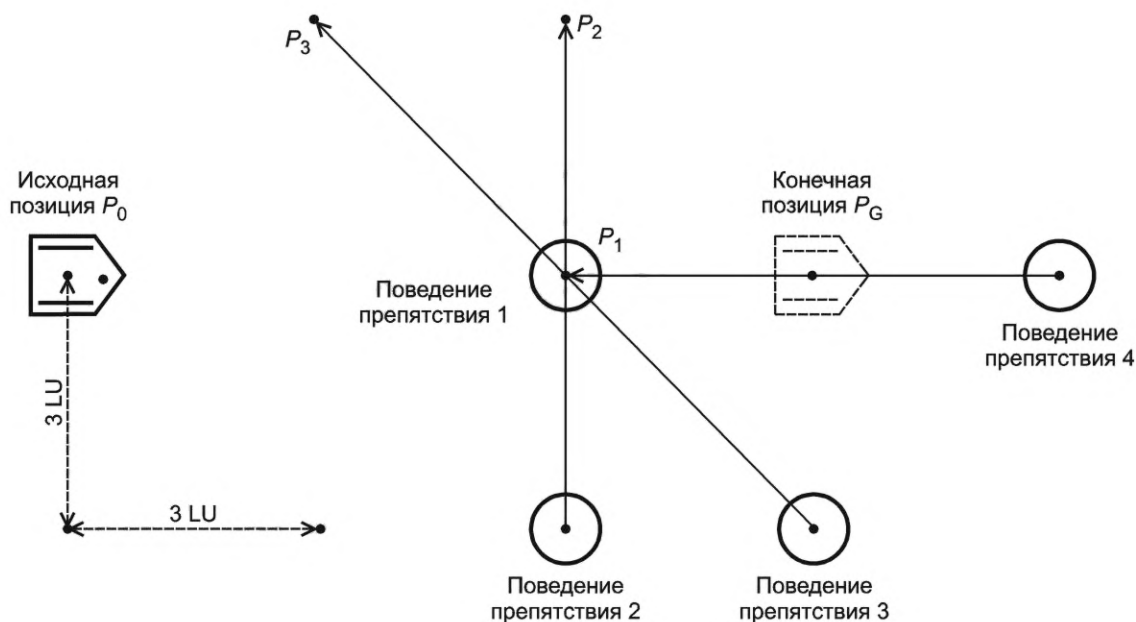 P3
P2
Исходная
позиция P0
Конечная
позиция PG
P1
Поведение
препятствия 1
Поведение
препятствия 4
3 LU
3 LU
Поведение
препятствия 2
Поведение
препятствия 3